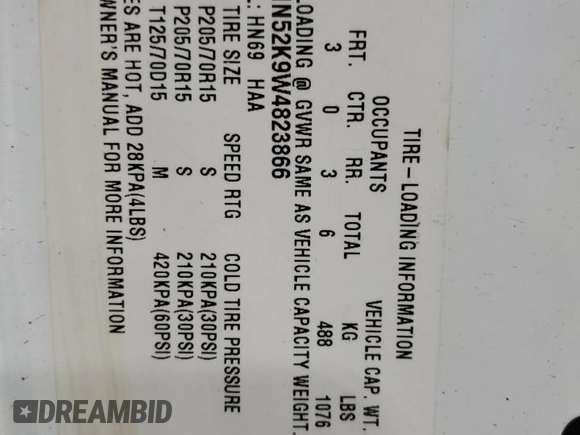 TIRE-LOADING INFORMATION
OCCUPANTS VEHICLE CAP. WT.
FRT. CTR. RR. TOTAL KG LBS
3 0 3 6 488 1076
LOADING @ GVWR SAME AS VEHICLE CAPACITY WEIGHT.
N52K9W4823866
: HN69 HAA
TIRE SIZE SPEED RTG COLD TIRE PRESSURE
P205/70R15 S 210KPA(30PSI)
P205/70R15 S 210KPA(30PSI)
T125/70D15 M 420KPA(60PSI)
ES ARE HOT, ADD 28KPA(4LBS)
WNER'S MANUAL FOR MORE INFORMATION
DREAMBID